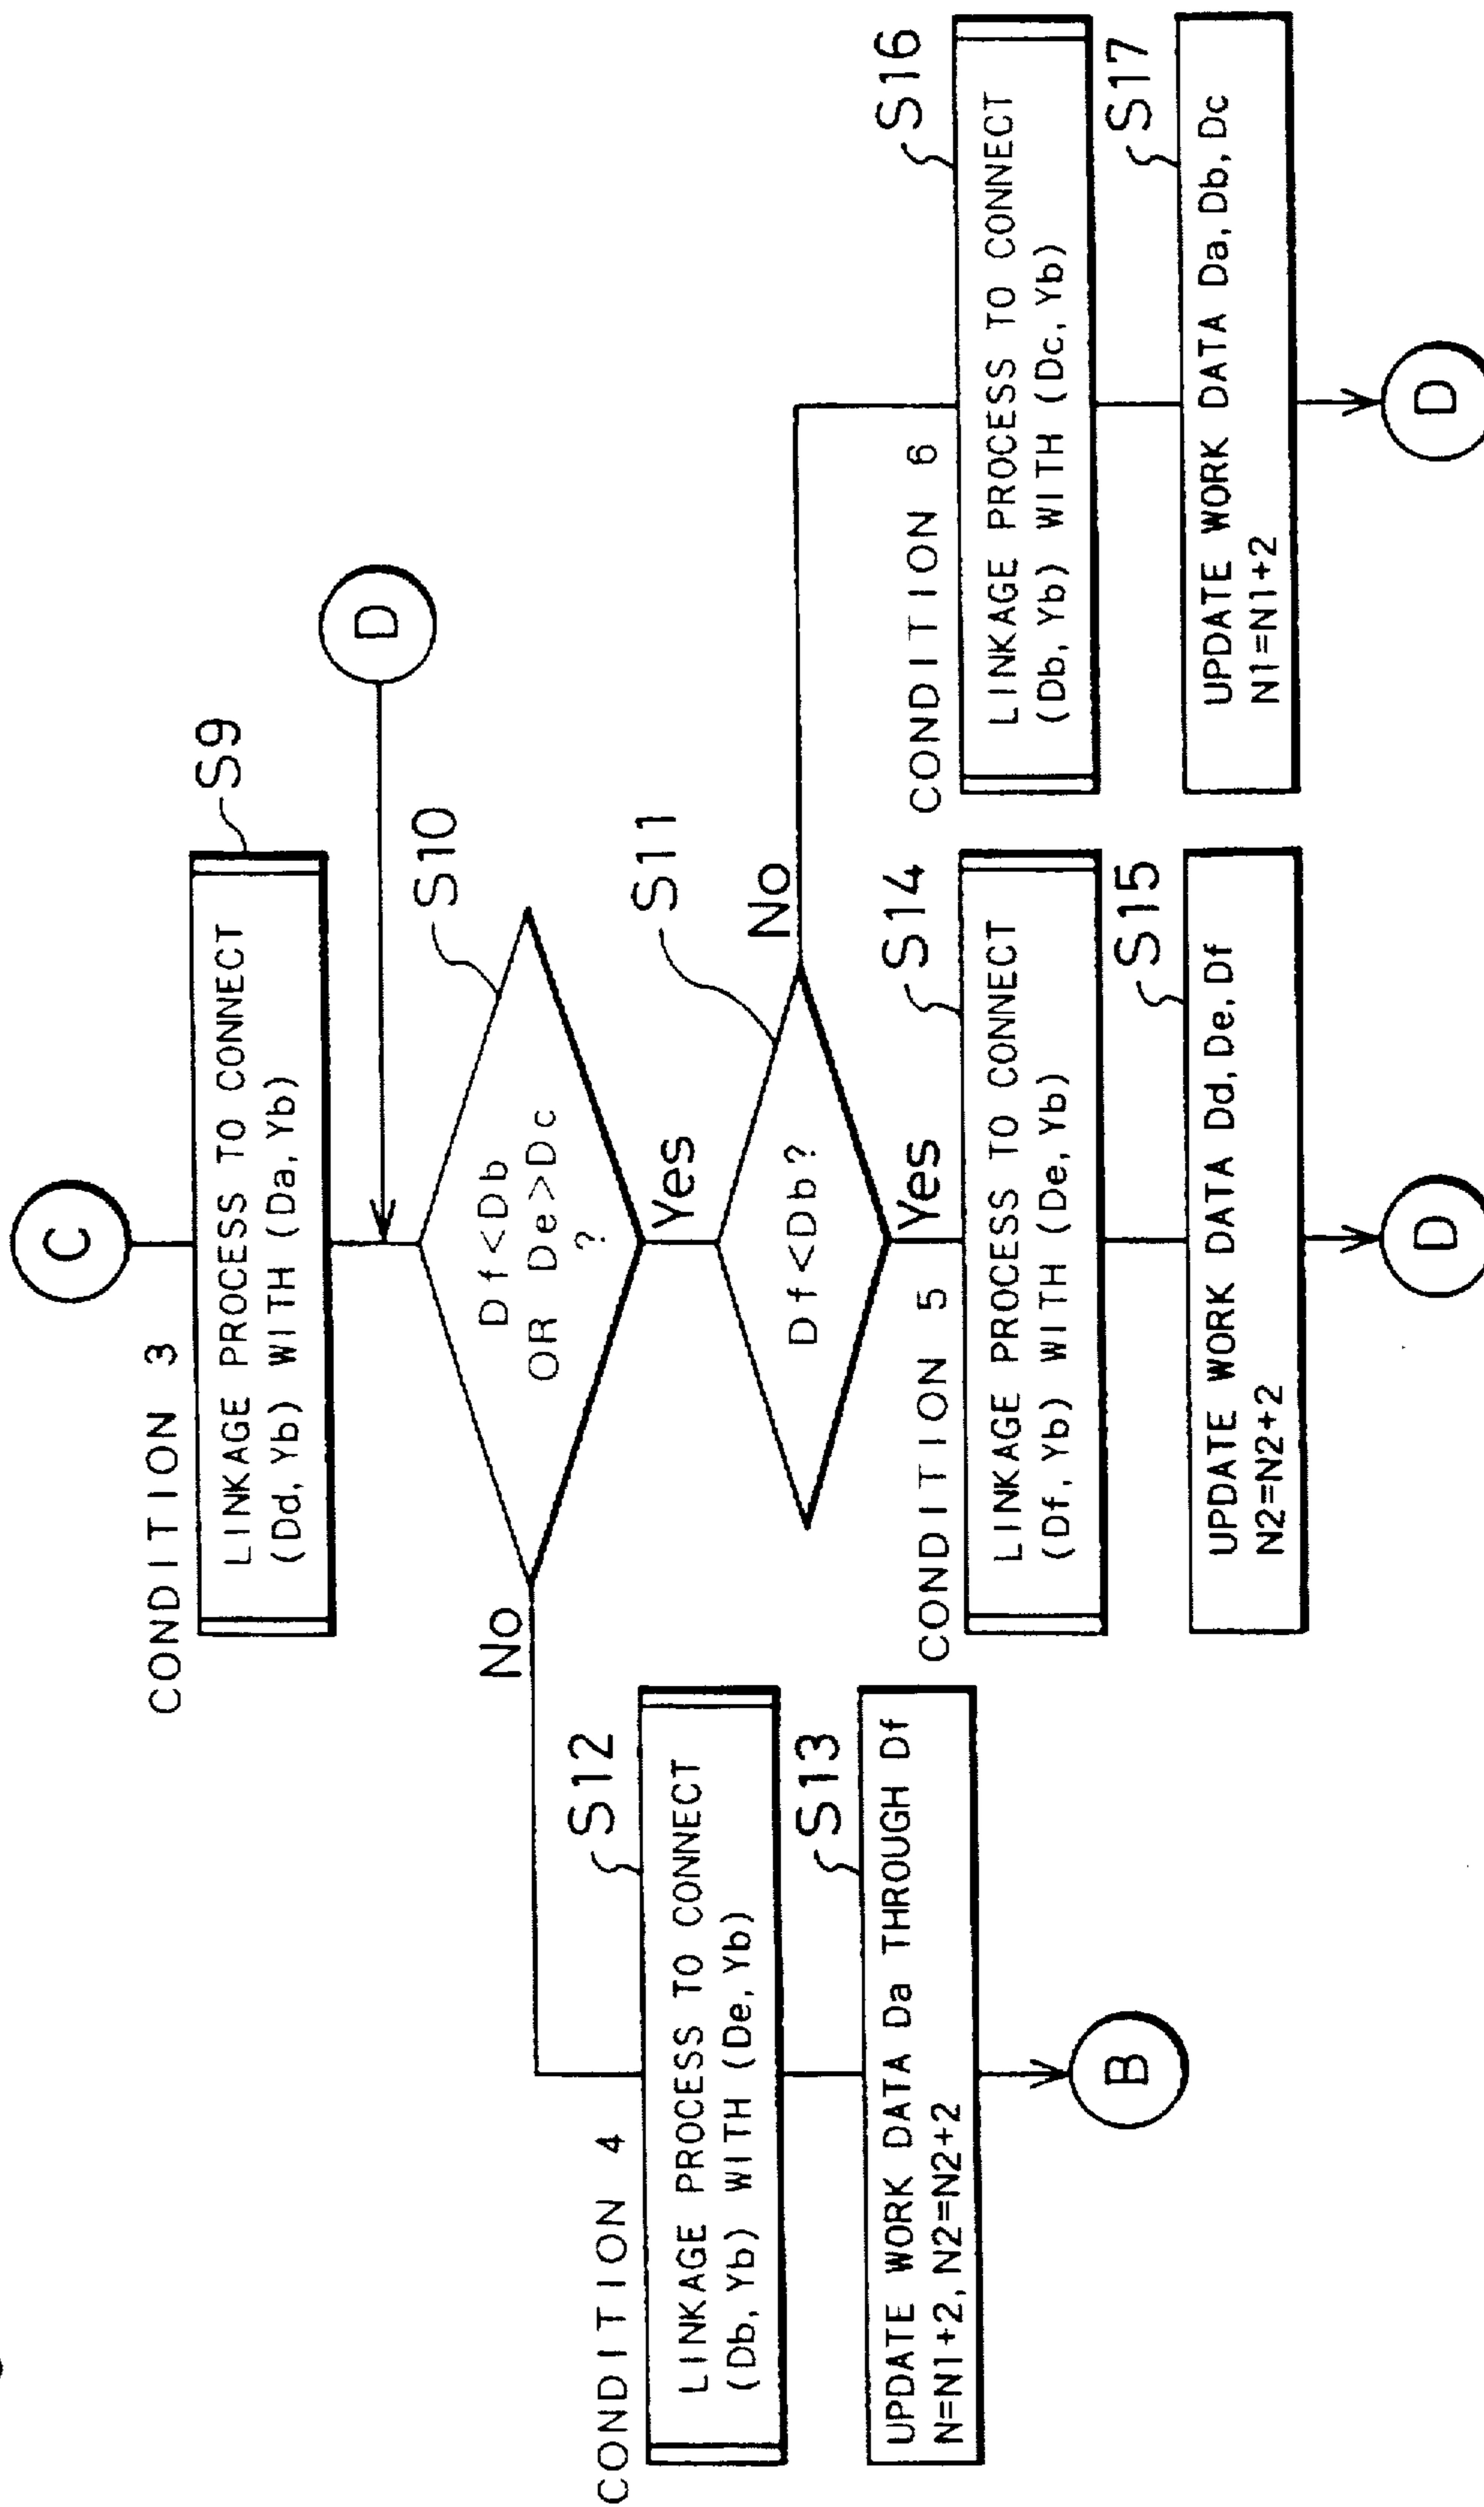 C
CONDITION 3
S9
LINKAGE PROCESS TO CONNECT
(Dd, Yb) WITH (Da, Yb)
D
S10
Df<Db
OR De>Dc
?
No
Yes
S11
Df<Db?
No
Yes
CONDITION 4
S12
LINKAGE PROCESS TO CONNECT
(Db, Yb) WITH (De, Yb)
S13
UPDATE WORK DATA Da THROUGH Df
N=N1+2, N2=N2+2
B
CONDITION 5
S14
LINKAGE PROCESS TO CONNECT
(Df, Yb) WITH (De, Yb)
S15
UPDATE WORK DATA Dd, De, Df
N2=N2+2
D
CONDITION 6
S16
LINKAGE PROCESS TO CONNECT
(Db, Yb) WITH (Dc, Yb)
S17
UPDATE WORK DATA Da, Db, Dc
N1=N1+2
D